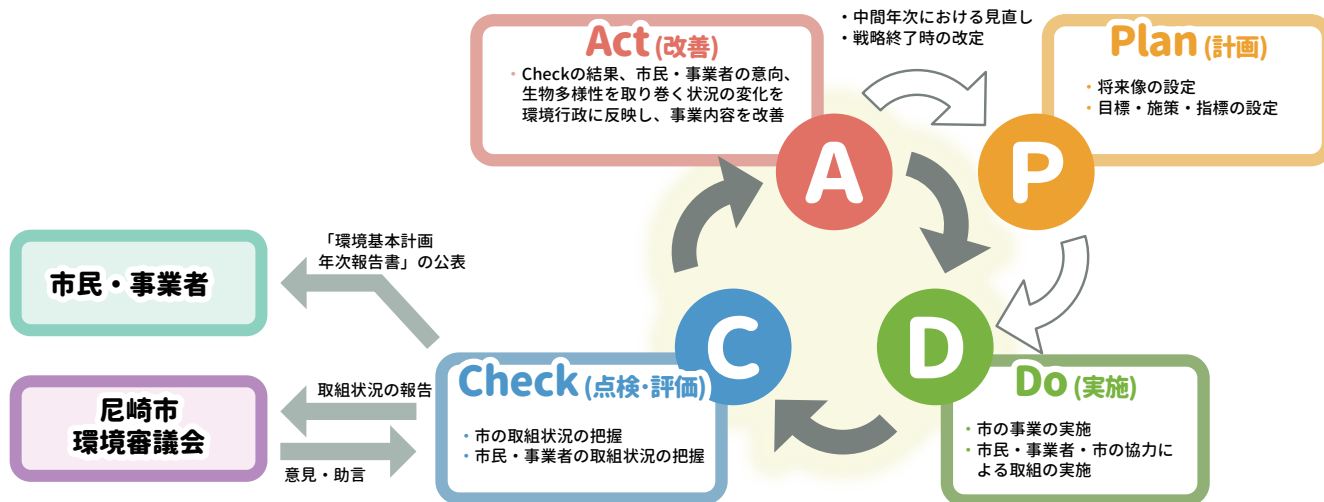 Act (改善)
・Checkの結果、市民・事業者の意向、
生物多様性を取り巻く状況の変化を
環境行政に反映し、事業内容を改善
・中間年次における見直し
・戦略終了時の改定
Plan (計画)
・将来像の設定
・目標・施策・指標の設定
A
P
「環境基本計画
年次報告書」の公表
市民・事業者
C
D
Check (点検・評価)
・市の取組状況の把握
・市民・事業者の取組状況の把握
Do (実施)
・市の事業の実施
・市民・事業者・市の協力に
よる取組の実施
取組状況の報告
尼崎市
環境審議会
意見・助言